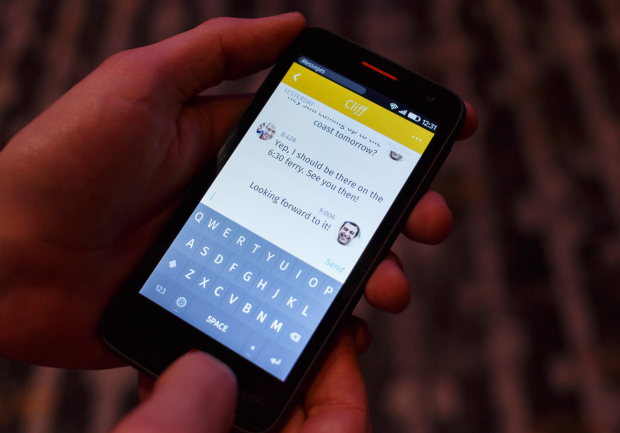 Messages
12:31
Cliff
YESTERDAY
coast tomorrow?
8:42A
Yep, I should be there on the
6:30 ferry. See you then!
9:00A
Looking forward to it!
Send
Q W E R T Y U I O P
A S D F G H J K L
Z X C V B N M
123
SPACE
.